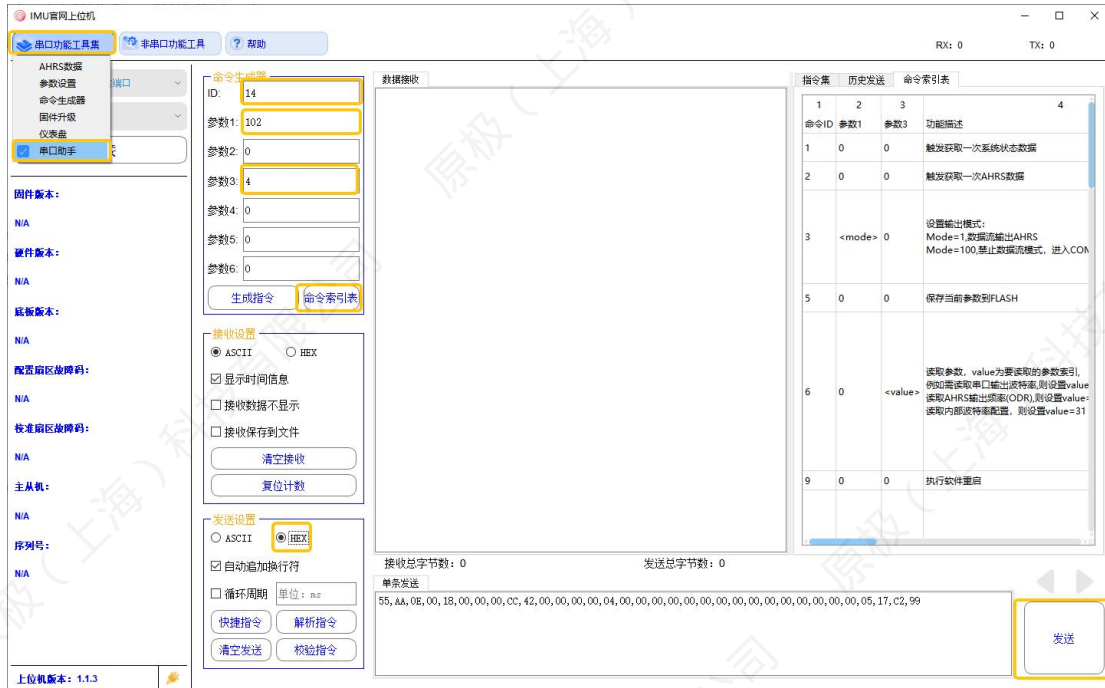 IMU官网上位机
串口功能工具集 非串口功能工具 ? 帮助 RX: 0 TX: 0
AHRS数据
参数设置
命令生成器
固件升级
仪表盘
串口助手
端口
固件版本:
N/A
硬件版本:
N/A
底板版本:
N/A
配置扇区故障码:
N/A
校准扇区故障码:
N/A
主从机:
N/A
序列号:
N/A
上位机版本: 1.1.3
命令生成器
ID: 14
参数1: 102
参数2: 0
参数3: 4
参数4: 0
参数5: 0
参数6: 0
生成指令 命令索引表
接收设置
ASCII HEX
显示时间信息
接收数据不显示
接收保存到文件
清空接收
复位计数
发送设置
ASCII HEX
自动追加换行符
循环周期 单位: ms
快捷指令 解析指令
清空发送 校验指令
数据接收
接收总字节数: 0 发送总字节数: 0
单条发送
55,AA,0E,00,18,00,00,00,CC,42,00,00,00,00,04,00,00,00,00,00,00,00,00,00,00,00,00,00,00,05,17,C2,99
发送
指令集 历史发送 命令索引表
1 2 3 4
命令ID 参数1 参数3 功能描述
1 0 0 触发获取一次系统状态数据
2 0 0 触发获取一次AHRS数据
3 <mode> 0 设置输出模式:
Mode=1,数据流输出AHRS
Mode=100,禁止数据流模式, 进入CON
5 0 0 保存当前参数到FLASH
6 0 <value> 读取参数, value为要读取的参数索引,
例如需读取串口输出波特率,则设置value
读取AHRS输出频率(ODR),则设置value=
读取内部波特率配置, 则设置value=31
9 0 0 执行软件重启
原极(上海)
原极(上海)科技有限公司
原极(上海)科技